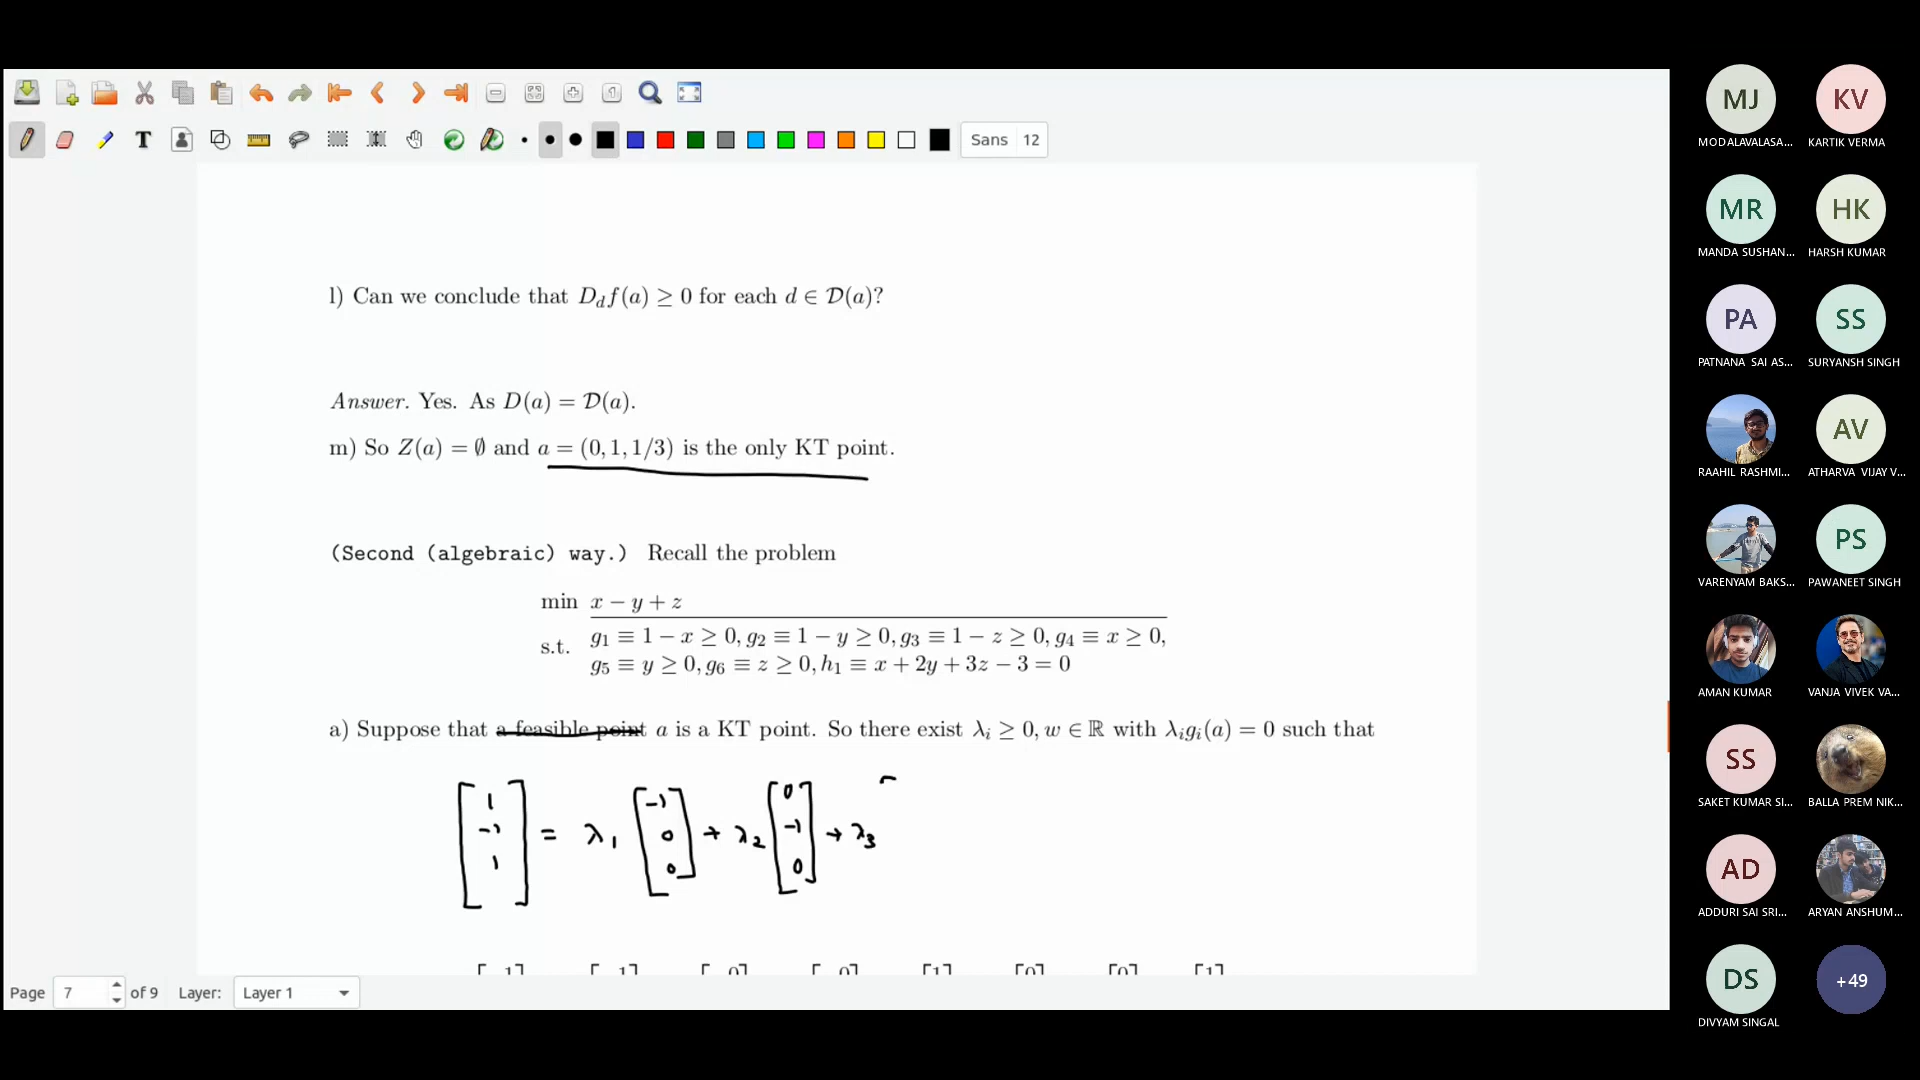 Sans 12
l) Can we conclude that D_d f(a) ≥ 0 for each d ∈ 𝒟(a)?
Answer. Yes. As D(a) = 𝒟(a).
m) So Z(a) = ∅ and a = (0, 1, 1/3) is the only KT point.
(Second (algebraic) way.) Recall the problem
min x − y + z
s.t. g₁ ≡ 1 − x ≥ 0, g₂ ≡ 1 − y ≥ 0, g₃ ≡ 1 − z ≥ 0, g₄ ≡ x ≥ 0,
g₅ ≡ y ≥ 0, g₆ ≡ z ≥ 0, h₁ ≡ x + 2y + 3z − 3 = 0
a) Suppose that a feasible point a is a KT point. So there exist λᵢ ≥ 0, w ∈ ℝ with λᵢgᵢ(a) = 0 such that
[1 -1 1] = λ₁ [-1 0 0] + λ₂ [0 -1 0] + λ₃
Page 7 of 9 Layer: Layer 1
MJ KV
MODALAVALASA... KARTIK VERMA
MR HK
MANDA SUSHAN... HARSH KUMAR
PA SS
PATNANA SAI AS... SURYANSH SINGH
AV
RAAHIL RASHMI... ATHARVA VIJAY V...
PS
VARENYAM BAKS... PAWANEET SINGH
AMAN KUMAR VANJA VIVEK VA...
SS
SAKET KUMAR SI... BALLA PREM NIK...
AD
ADDURI SAI SRI... ARYAN ANSHUM...
DS +49
DIVYAM SINGAL